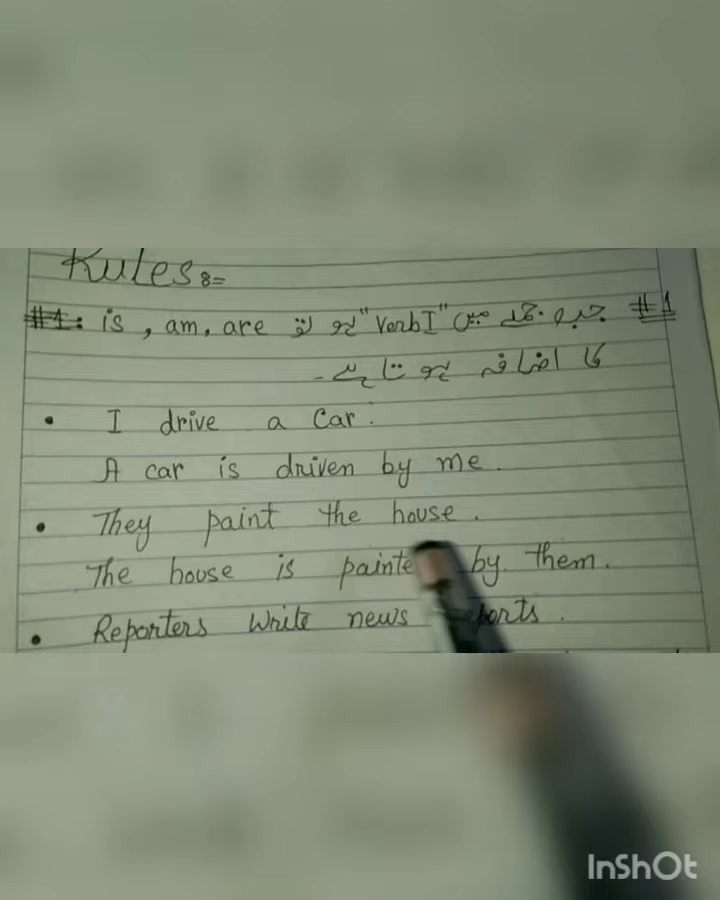 Rules:=
#1 جب جملے میں "Verb I" ہو تو is, am, are #1:
کا اضافہ ہوتا ہے۔
• I drive a Car.
A car is driven by me.
• They paint the house.
The house is painte by them.
• Reporters write news ports.
InShOt